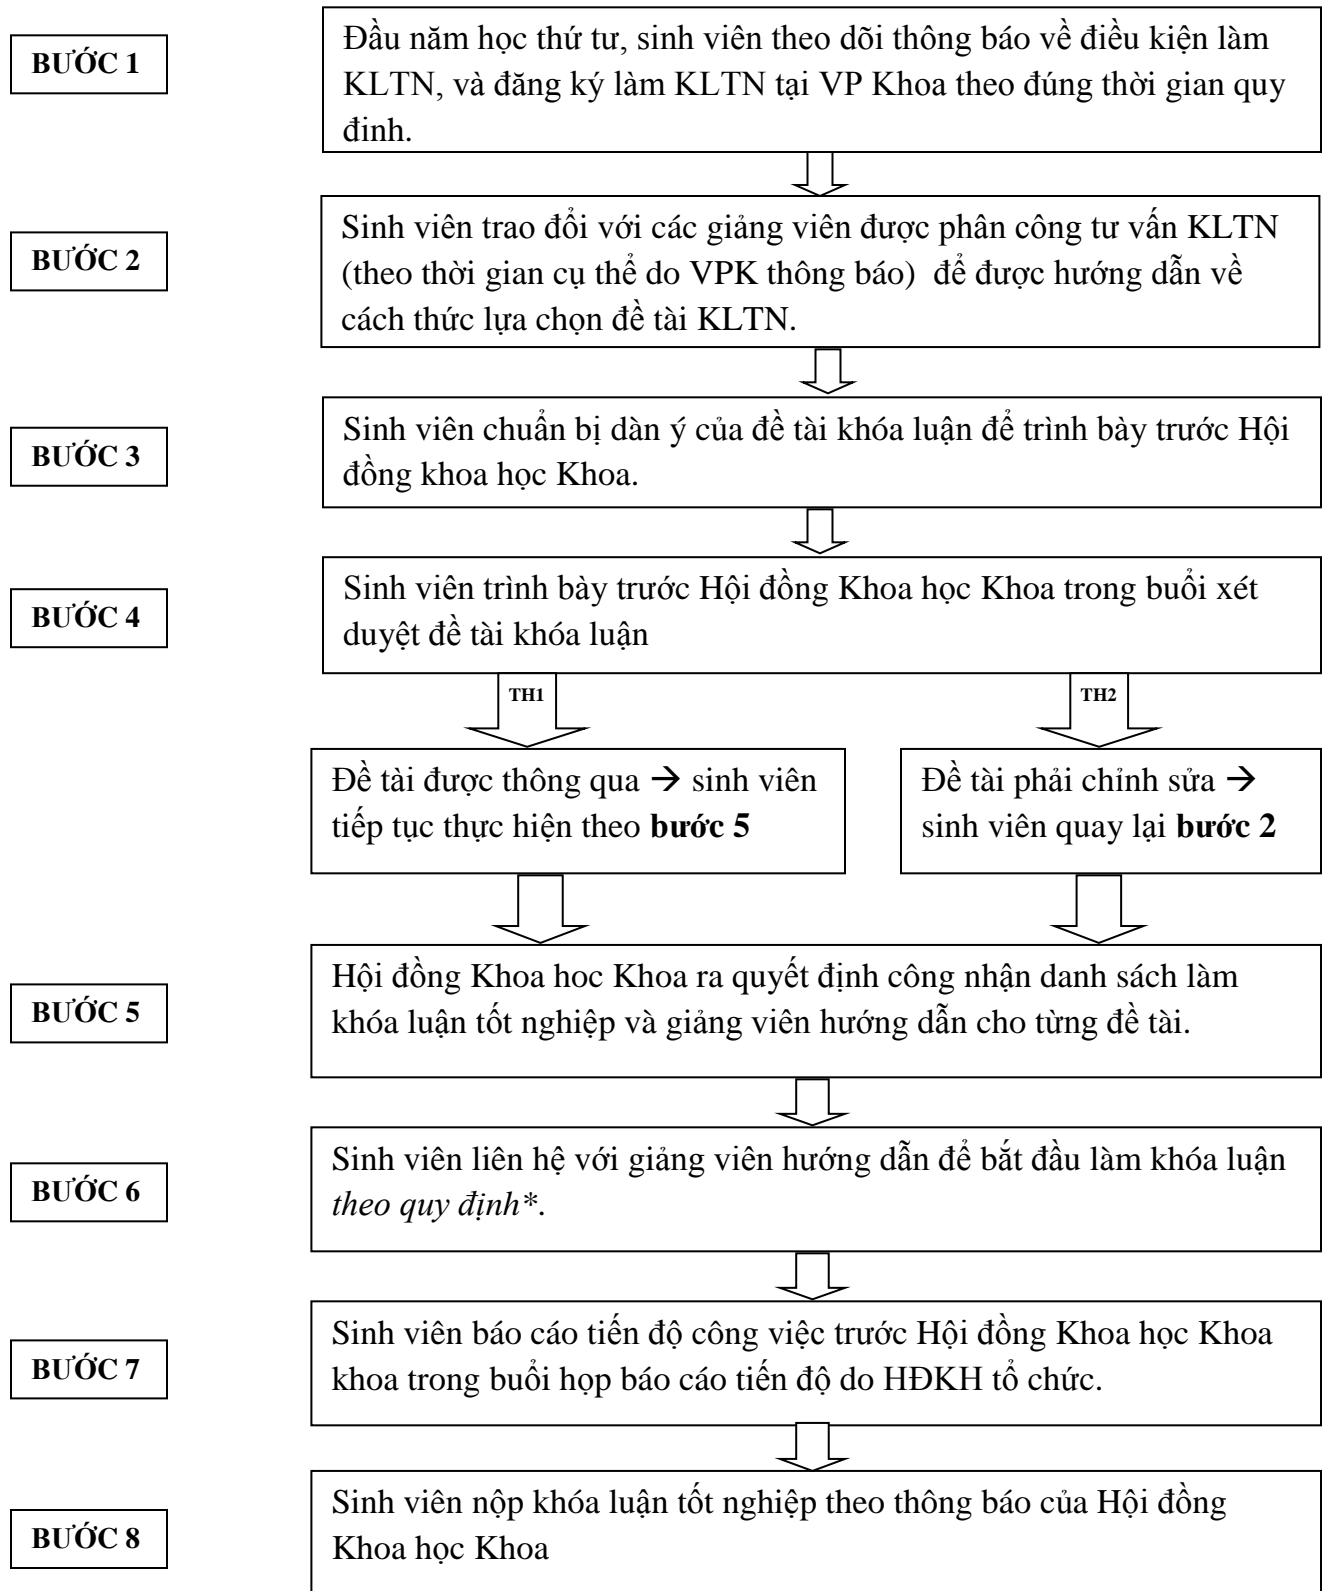 BƯỚC 1
Đầu năm học thứ tư, sinh viên theo dõi thông báo về điều kiện làm
KLTN, và đăng ký làm KLTN tại VP Khoa theo đúng thời gian quy
đinh.
BƯỚC 2
Sinh viên trao đổi với các giảng viên được phân công tư vấn KLTN
(theo thời gian cụ thể do VPK thông báo) để được hướng dẫn về
cách thức lựa chọn đề tài KLTN.
BƯỚC 3
Sinh viên chuẩn bị dàn ý của đề tài khóa luận để trình bày trước Hội
đồng khoa học Khoa.
BƯỚC 4
Sinh viên trình bày trước Hội đồng Khoa học Khoa trong buổi xét
duyệt đề tài khóa luận
TH1
TH2
Đề tài được thông qua → sinh viên
tiếp tục thực hiện theo bước 5
Đề tài phải chỉnh sửa →
sinh viên quay lại bước 2
BƯỚC 5
Hội đồng Khoa hoc Khoa ra quyết định công nhận danh sách làm
khóa luận tốt nghiệp và giảng viên hướng dẫn cho từng đề tài.
BƯỚC 6
Sinh viên liên hệ với giảng viên hướng dẫn để bắt đầu làm khóa luận
theo quy định*.
BƯỚC 7
Sinh viên báo cáo tiến độ công việc trước Hội đồng Khoa học Khoa
khoa trong buổi họp báo cáo tiến độ do HĐKH tổ chức.
BƯỚC 8
Sinh viên nộp khóa luận tốt nghiệp theo thông báo của Hội đồng
Khoa học Khoa